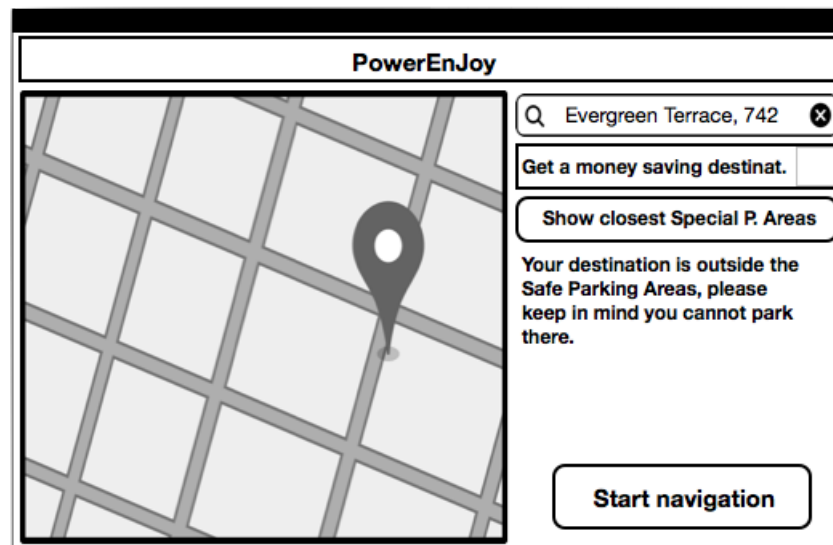 PowerEnJoy
Evergreen Terrace, 742
Get a money saving destinat.
Show closest Special P. Areas
Your destination is outside the
Safe Parking Areas, please
keep in mind you cannot park
there.
Start navigation